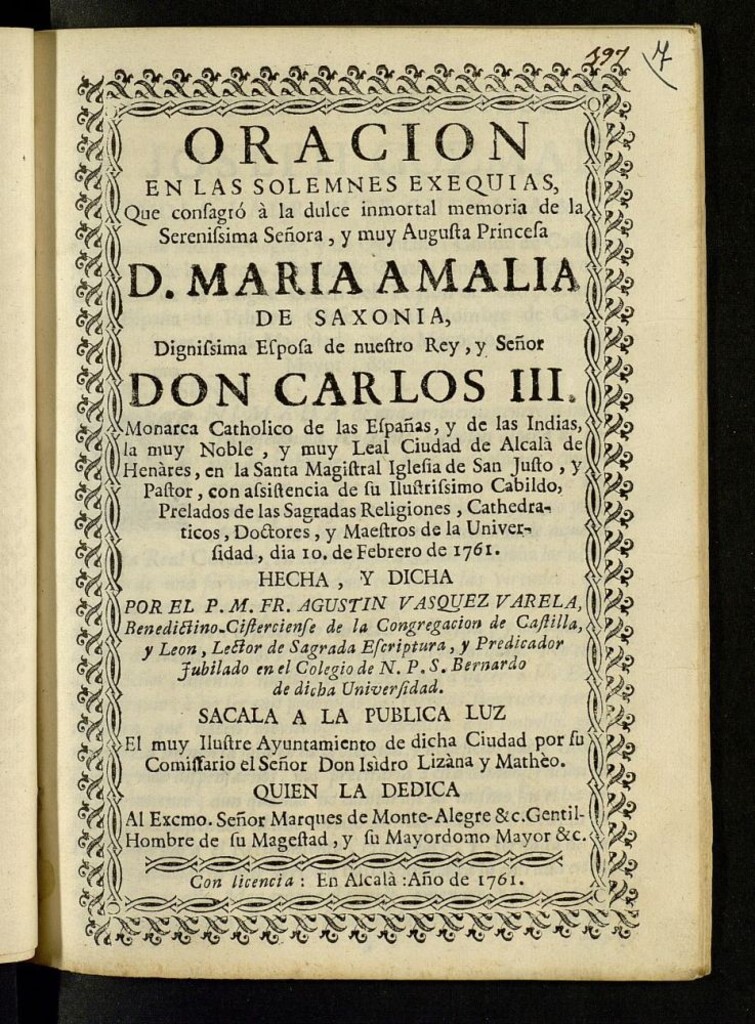 197 7
ORACION
EN LAS SOLEMNES EXEQUIAS,
Que conſagró à la dulce inmortal memoria de la
Sereniſsima Señora, y muy Auguſta Princeſa
D. MARIA AMALIA
DE SAXONIA,
Digniſsima Eſpoſa de nueſtro Rey, y Señor
DON CARLOS III.
Monarca Catholico de las Eſpañas, y de las Indias,
la muy Noble, y muy Leal Ciudad de Alcalà de
Henàres, en la Santa Magiſtral Igleſia de San Juſto, y
Paſtor, con aſsiſtencia de ſu Iluſtriſsimo Cabildo,
Prelados de las Sagradas Religiones, Cathedra-
ticos, Doctores, y Maeſtros de la Univer-
ſidad, dia 10. de Febrero de 1761.
HECHA, Y DICHA
POR EL P. M. FR. AGUSTIN VASQUEZ VARELA,
Benedictino-Ciſtercienſe de la Congregacion de Caſtilla,
y Leon, Lector de Sagrada Eſcriptura, y Predicador
Jubilado en el Colegio de N. P. S. Bernardo
de dicha Univerſidad.
SACALA A LA PUBLICA LUZ
El muy Iluſtre Ayuntamiento de dicha Ciudad por ſu
Comiſſario el Señor Don Iſidro Lizàna y Mathèo.
QUIEN LA DEDICA
Al Excmo. Señor Marques de Monte-Alegre &c. Gentil-
Hombre de ſu Mageſtad, y ſu Mayordomo Mayor &c.
Con licencia: En Alcalà: Año de 1761.